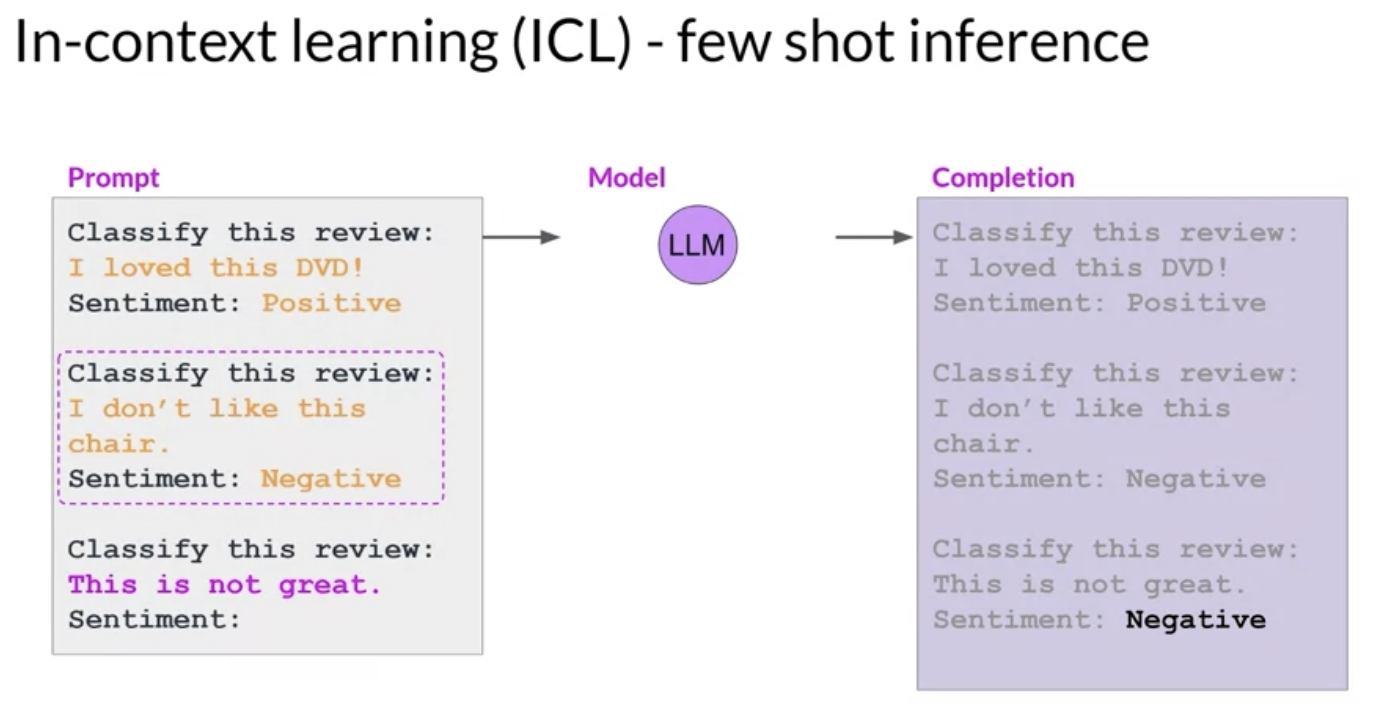 In-context learning (ICL) - few shot inference
Prompt
Classify this review:
I loved this DVD!
Sentiment: Positive
Classify this review:
I don’t like this
chair.
Sentiment: Negative
Classify this review:
This is not great.
Sentiment:
Model
LLM
Completion
Classify this review:
I loved this DVD!
Sentiment: Positive
Classify this review:
I don’t like this
chair.
Sentiment: Negative
Classify this review:
This is not great.
Sentiment: Negative